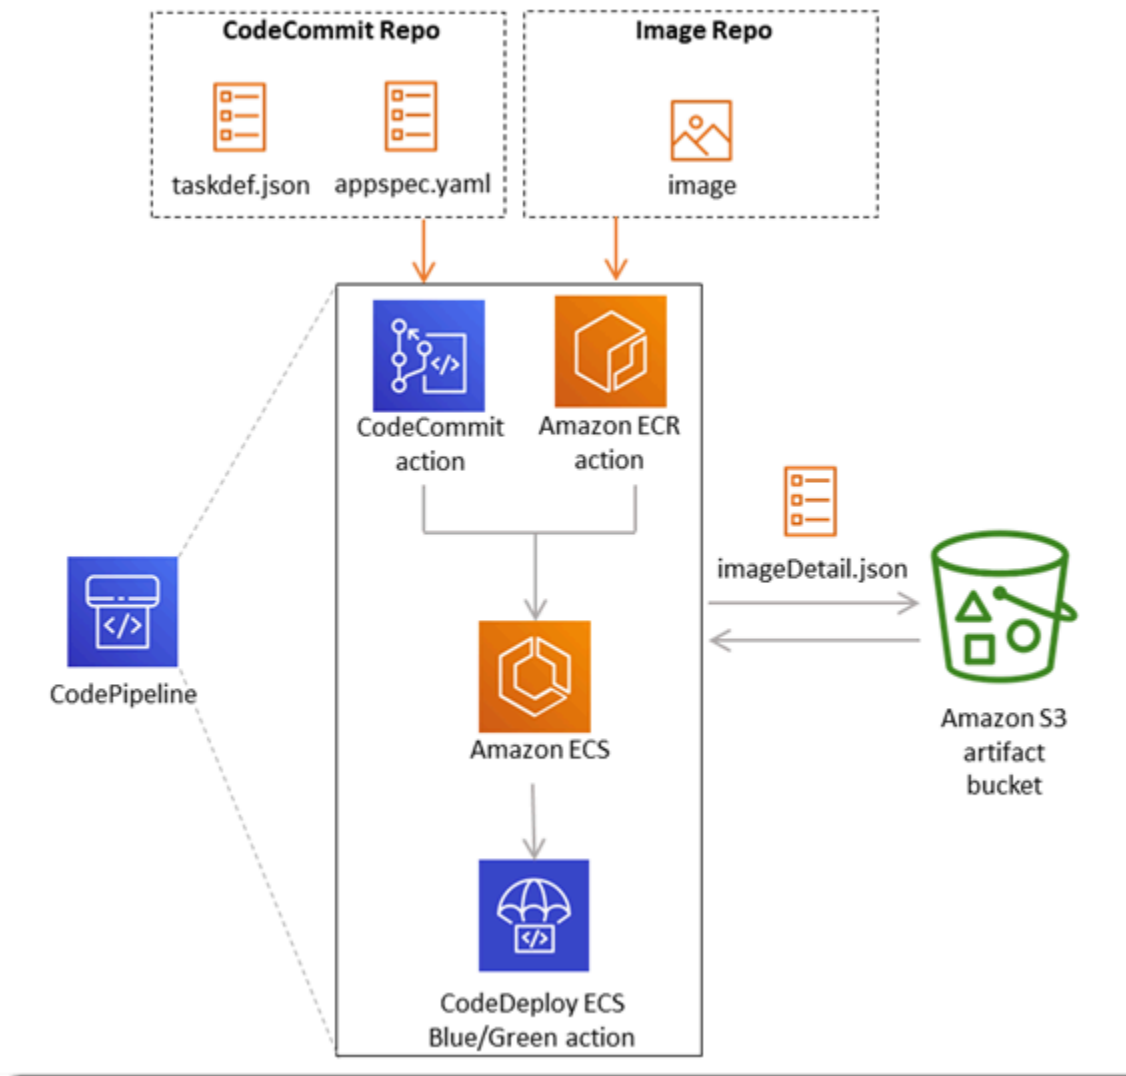 CodeCommit Repo
Image Repo
taskdef.json
appspec.yaml
image
CodeCommit
action
Amazon ECR
action
</>
imageDetail.json
</>
CodePipeline
Amazon ECS
Amazon S3
artifact
bucket
</>
CodeDeploy ECS
Blue/Green action